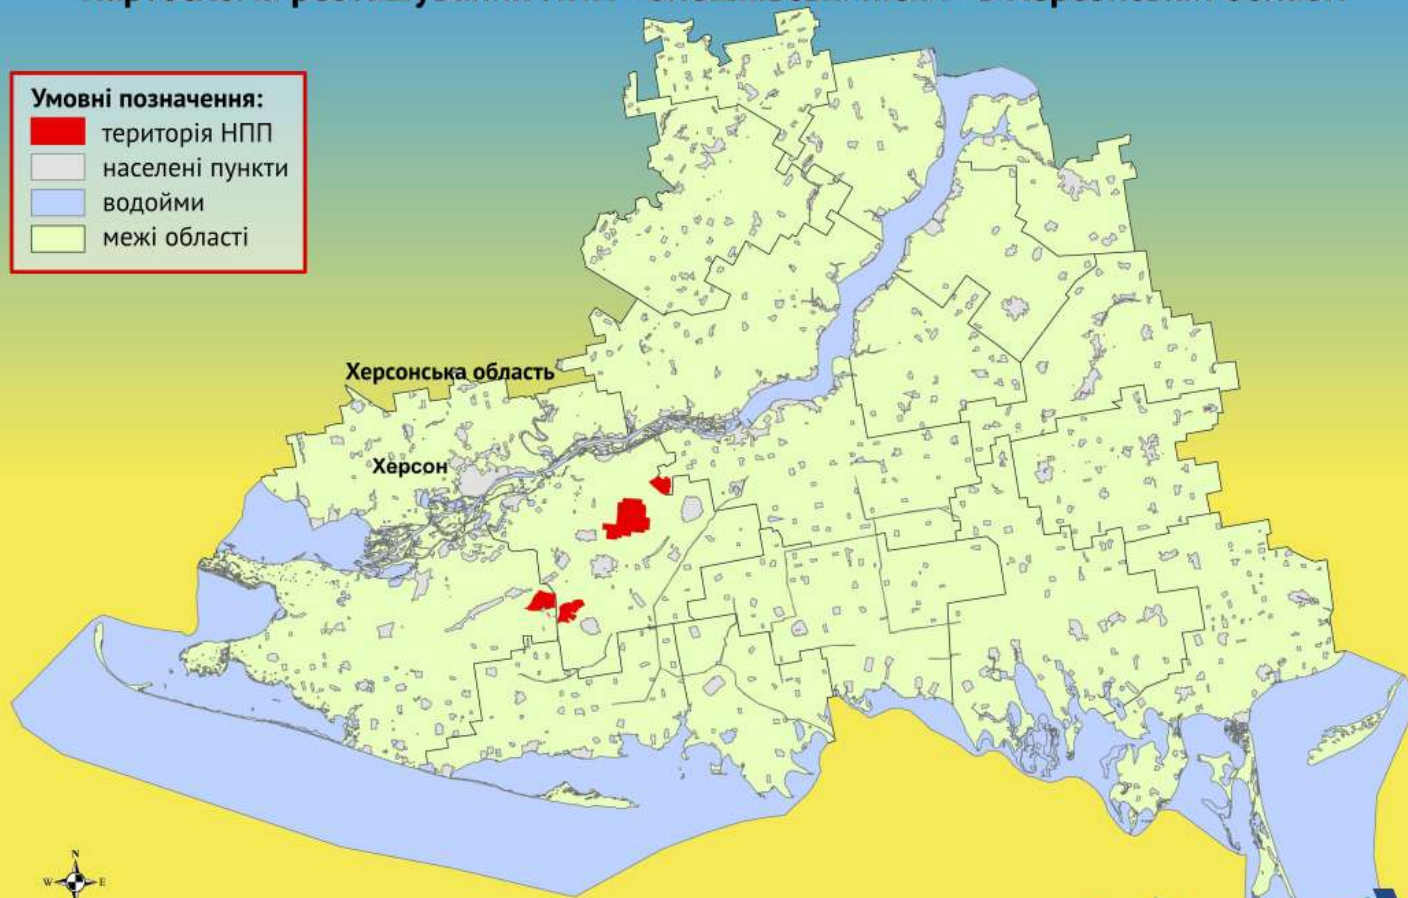 Умовні позначення:
територія НПП
населені пункти
водойми
межі області
Херсонська область
Херсон
N
W
E